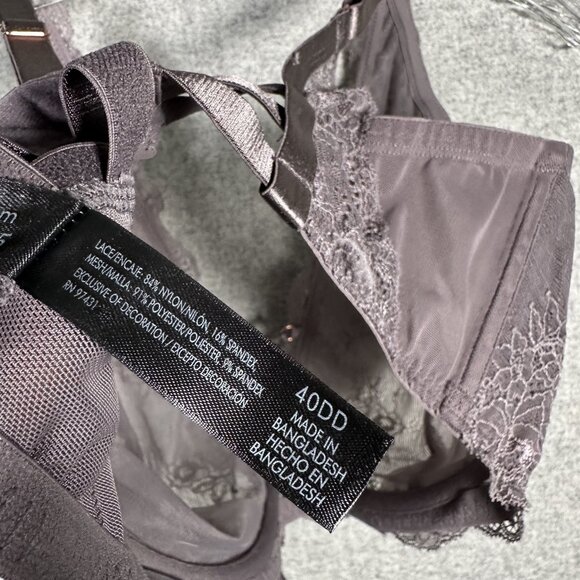 LACE/ENCAJE: 84% NYLON/NILÓN, 16% SPANDEX
MESH/MALLA: 91% POLYESTER/POLIÉSTER, 9% SPANDEX
EXCLUSIVE OF DECORATION / EXCEPTO DECORACIÓN
RN 97431
40DD
MADE IN
BANGLADESH
HECHO EN
BANGLADESH